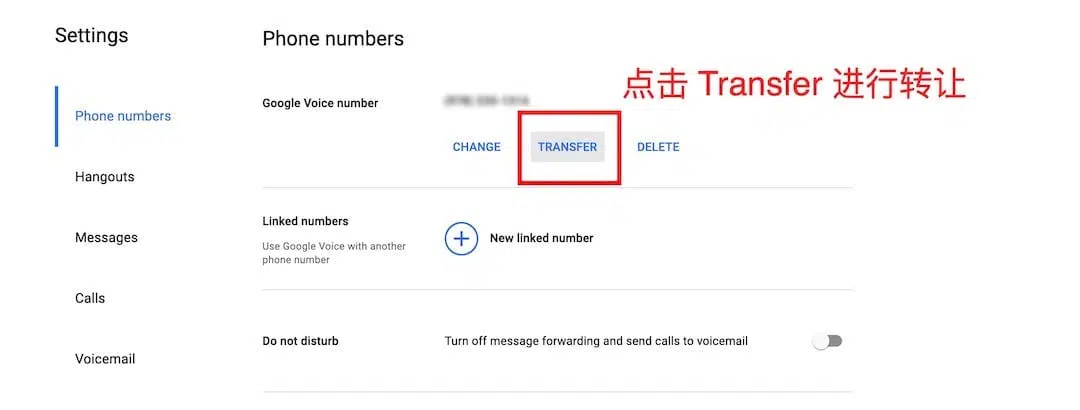 Settings
Phone numbers
Hangouts
Messages
Calls
Voicemail
Phone numbers
点击 Transfer 进行转让
Google Voice number
CHANGE
TRANSFER
DELETE
Linked numbers
Use Google Voice with another
phone number
New linked number
Do not disturb
Turn off message forwarding and send calls to voicemail